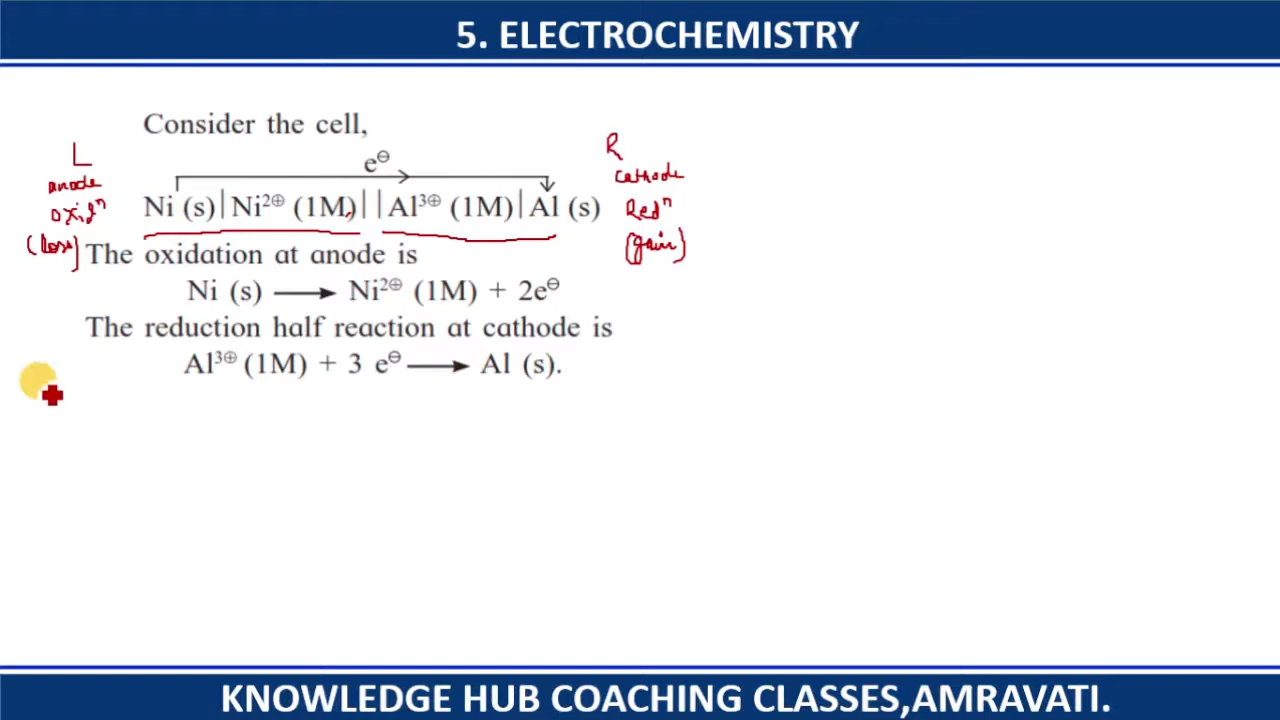 5. ELECTROCHEMISTRY
Consider the cell,
L
R
e⊖
anode
cathode
Ni (s)|Ni²⊕ (1M)||Al³⊕ (1M)|Al (s)
oxidⁿ
Redⁿ
(loss)
(gain)
The oxidation at anode is
Ni (s) ⟶ Ni²⊕ (1M) + 2e⊖
The reduction half reaction at cathode is
Al³⊕ (1M) + 3 e⊖ ⟶ Al (s).
KNOWLEDGE HUB COACHING CLASSES,AMRAVATI.